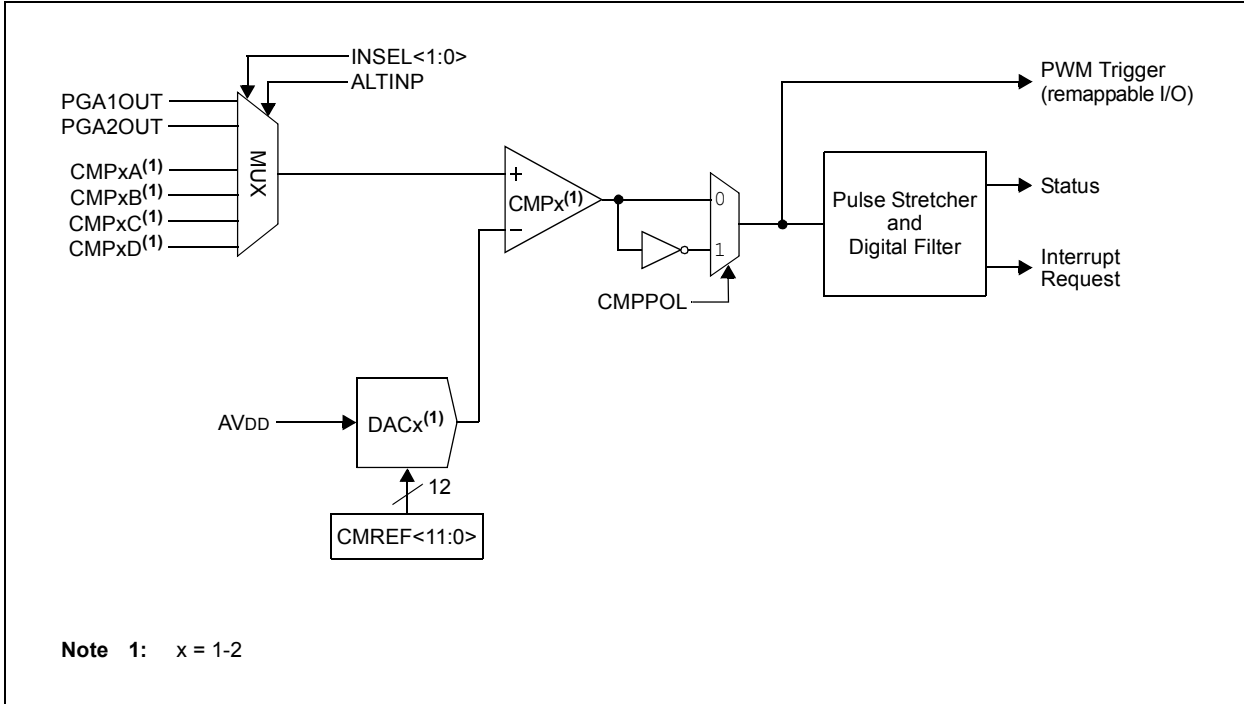 INSEL<1:0>
ALTINP
PGA1OUT
PGA2OUT
CMPxA(1)
CMPxB(1)
CMPxC(1)
CMPxD(1)
MUX
+
CMPx(1)
–
0
1
CMPPOL
PWM Trigger
(remappable I/O)
Pulse Stretcher
and
Digital Filter
Status
Interrupt
Request
AVDD
DACx(1)
12
CMREF<11:0>
Note 1: x = 1-2